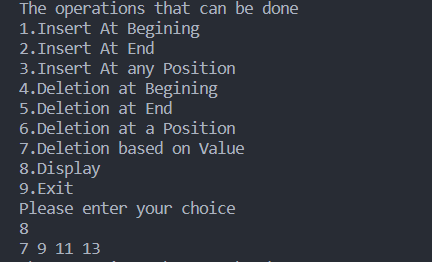 The operations that can be done
1.Insert At Begining
2.Insert At End
3.Insert At any Position
4.Deletion at Begining
5.Deletion at End
6.Deletion at a Position
7.Deletion based on Value
8.Display
9.Exit
Please enter your choice
8
7 9 11 13